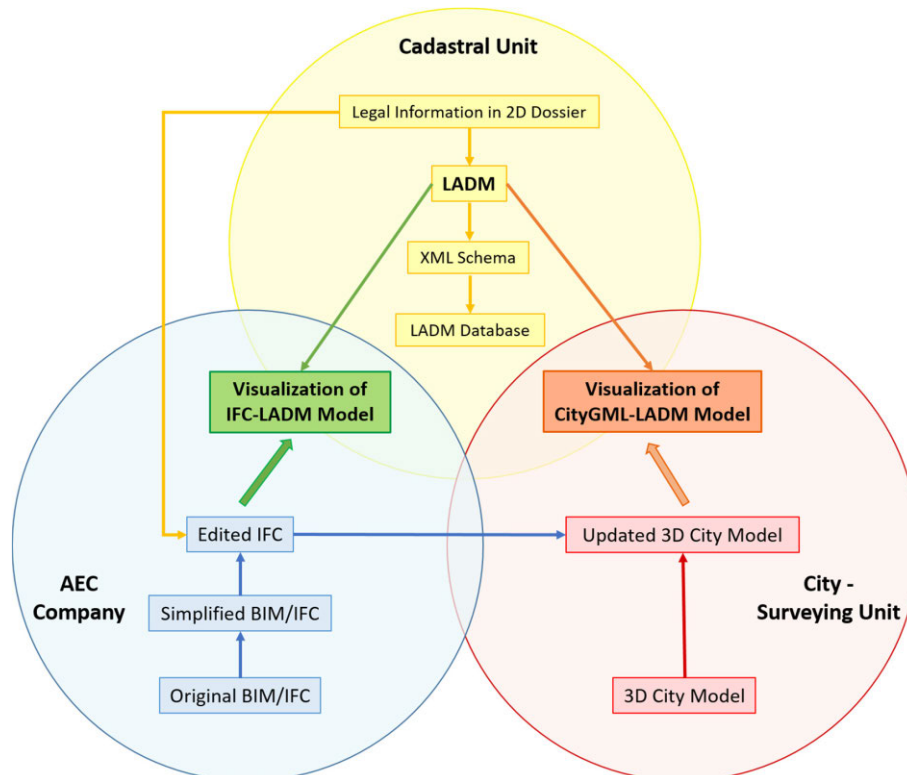 Cadastral Unit
Legal Information in 2D Dossier
LADM
XML Schema
LADM Database
Visualization of
IFC-LADM Model
Visualization of
CityGML-LADM Model
Edited IFC
Updated 3D City Model
AEC
Company
City -
Surveying Unit
Simplified BIM/IFC
Original BIM/IFC
3D City Model